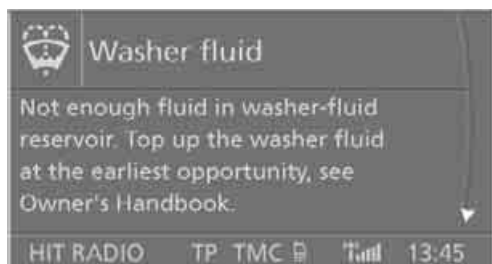 Washer fluid
Not enough fluid in washer-fluid
reservoir. Top up the washer fluid
at the earliest opportunity, see
Owner's Handbook.
HIT RADIO TP TMC 13:45